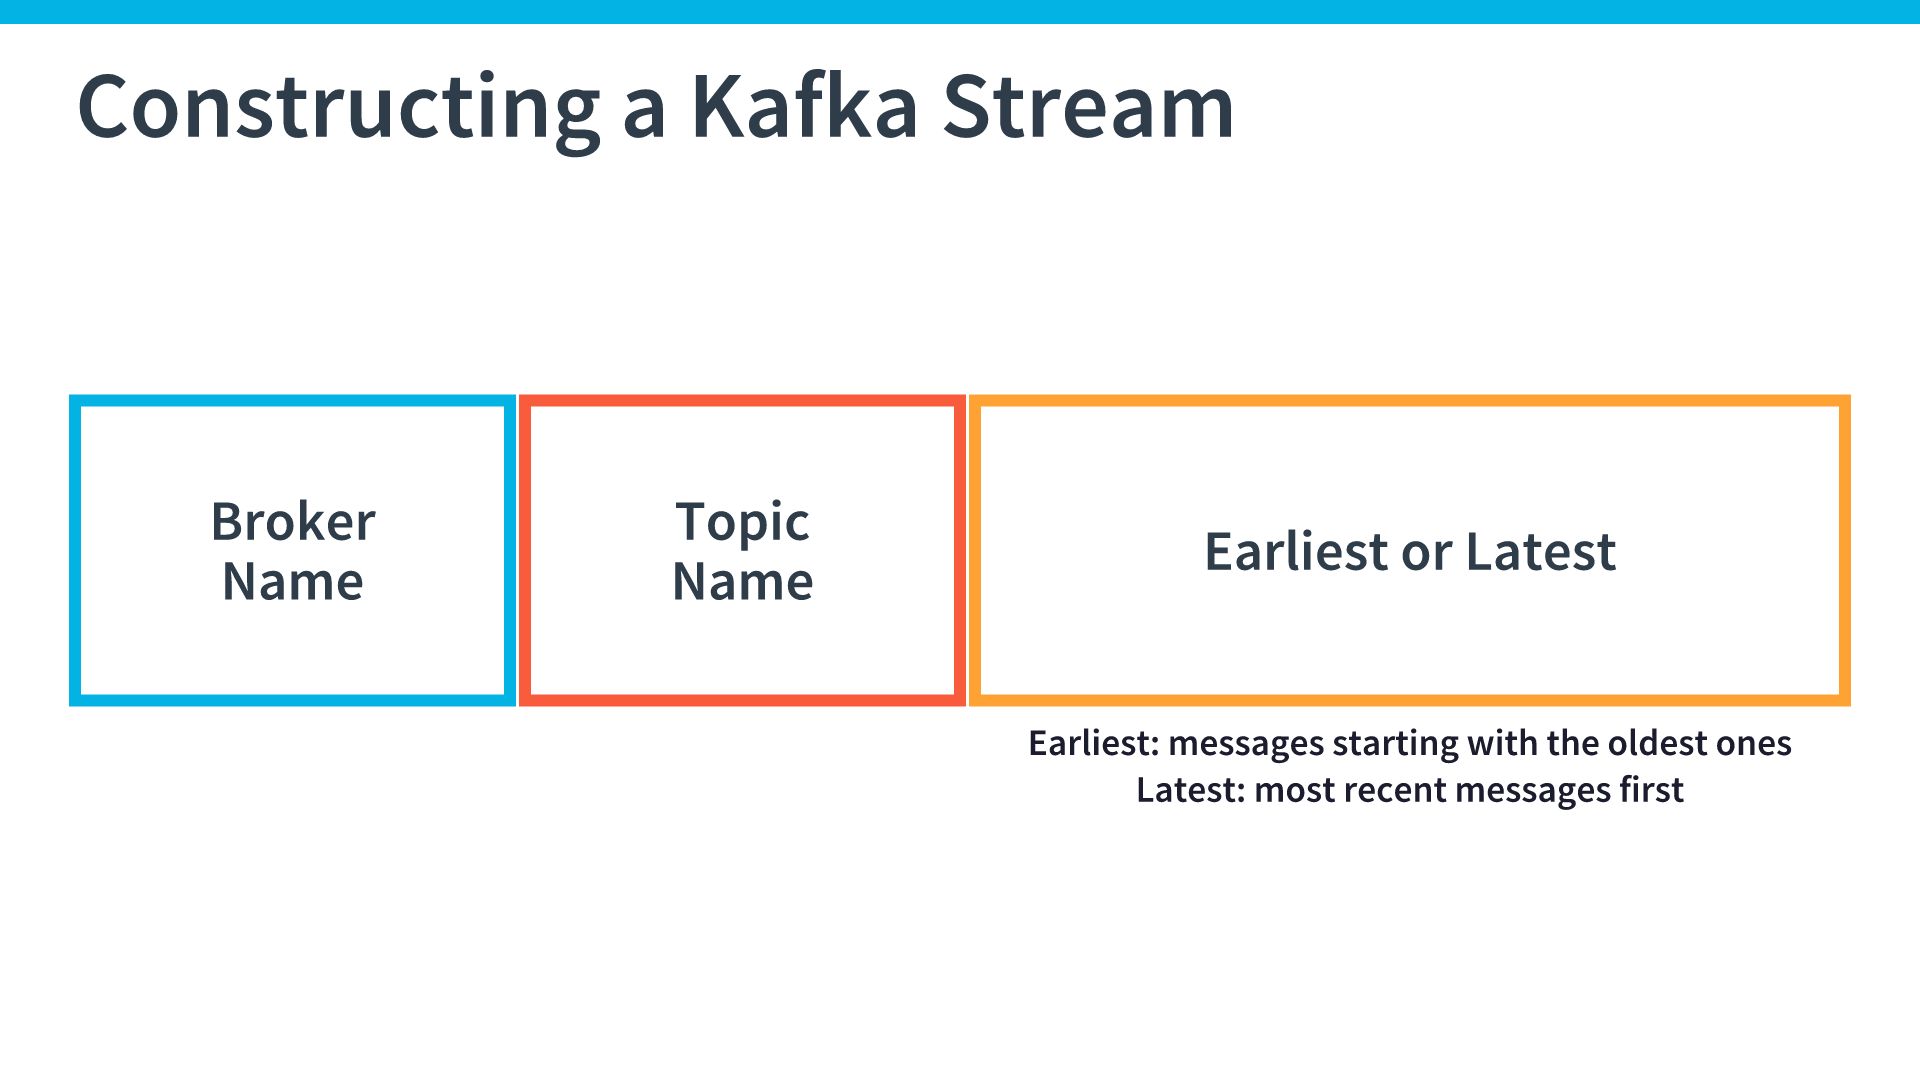 Constructing a Kafka Stream
Broker
Name
Topic
Name
Earliest or Latest
Earliest: messages starting with the oldest ones
Latest: most recent messages first